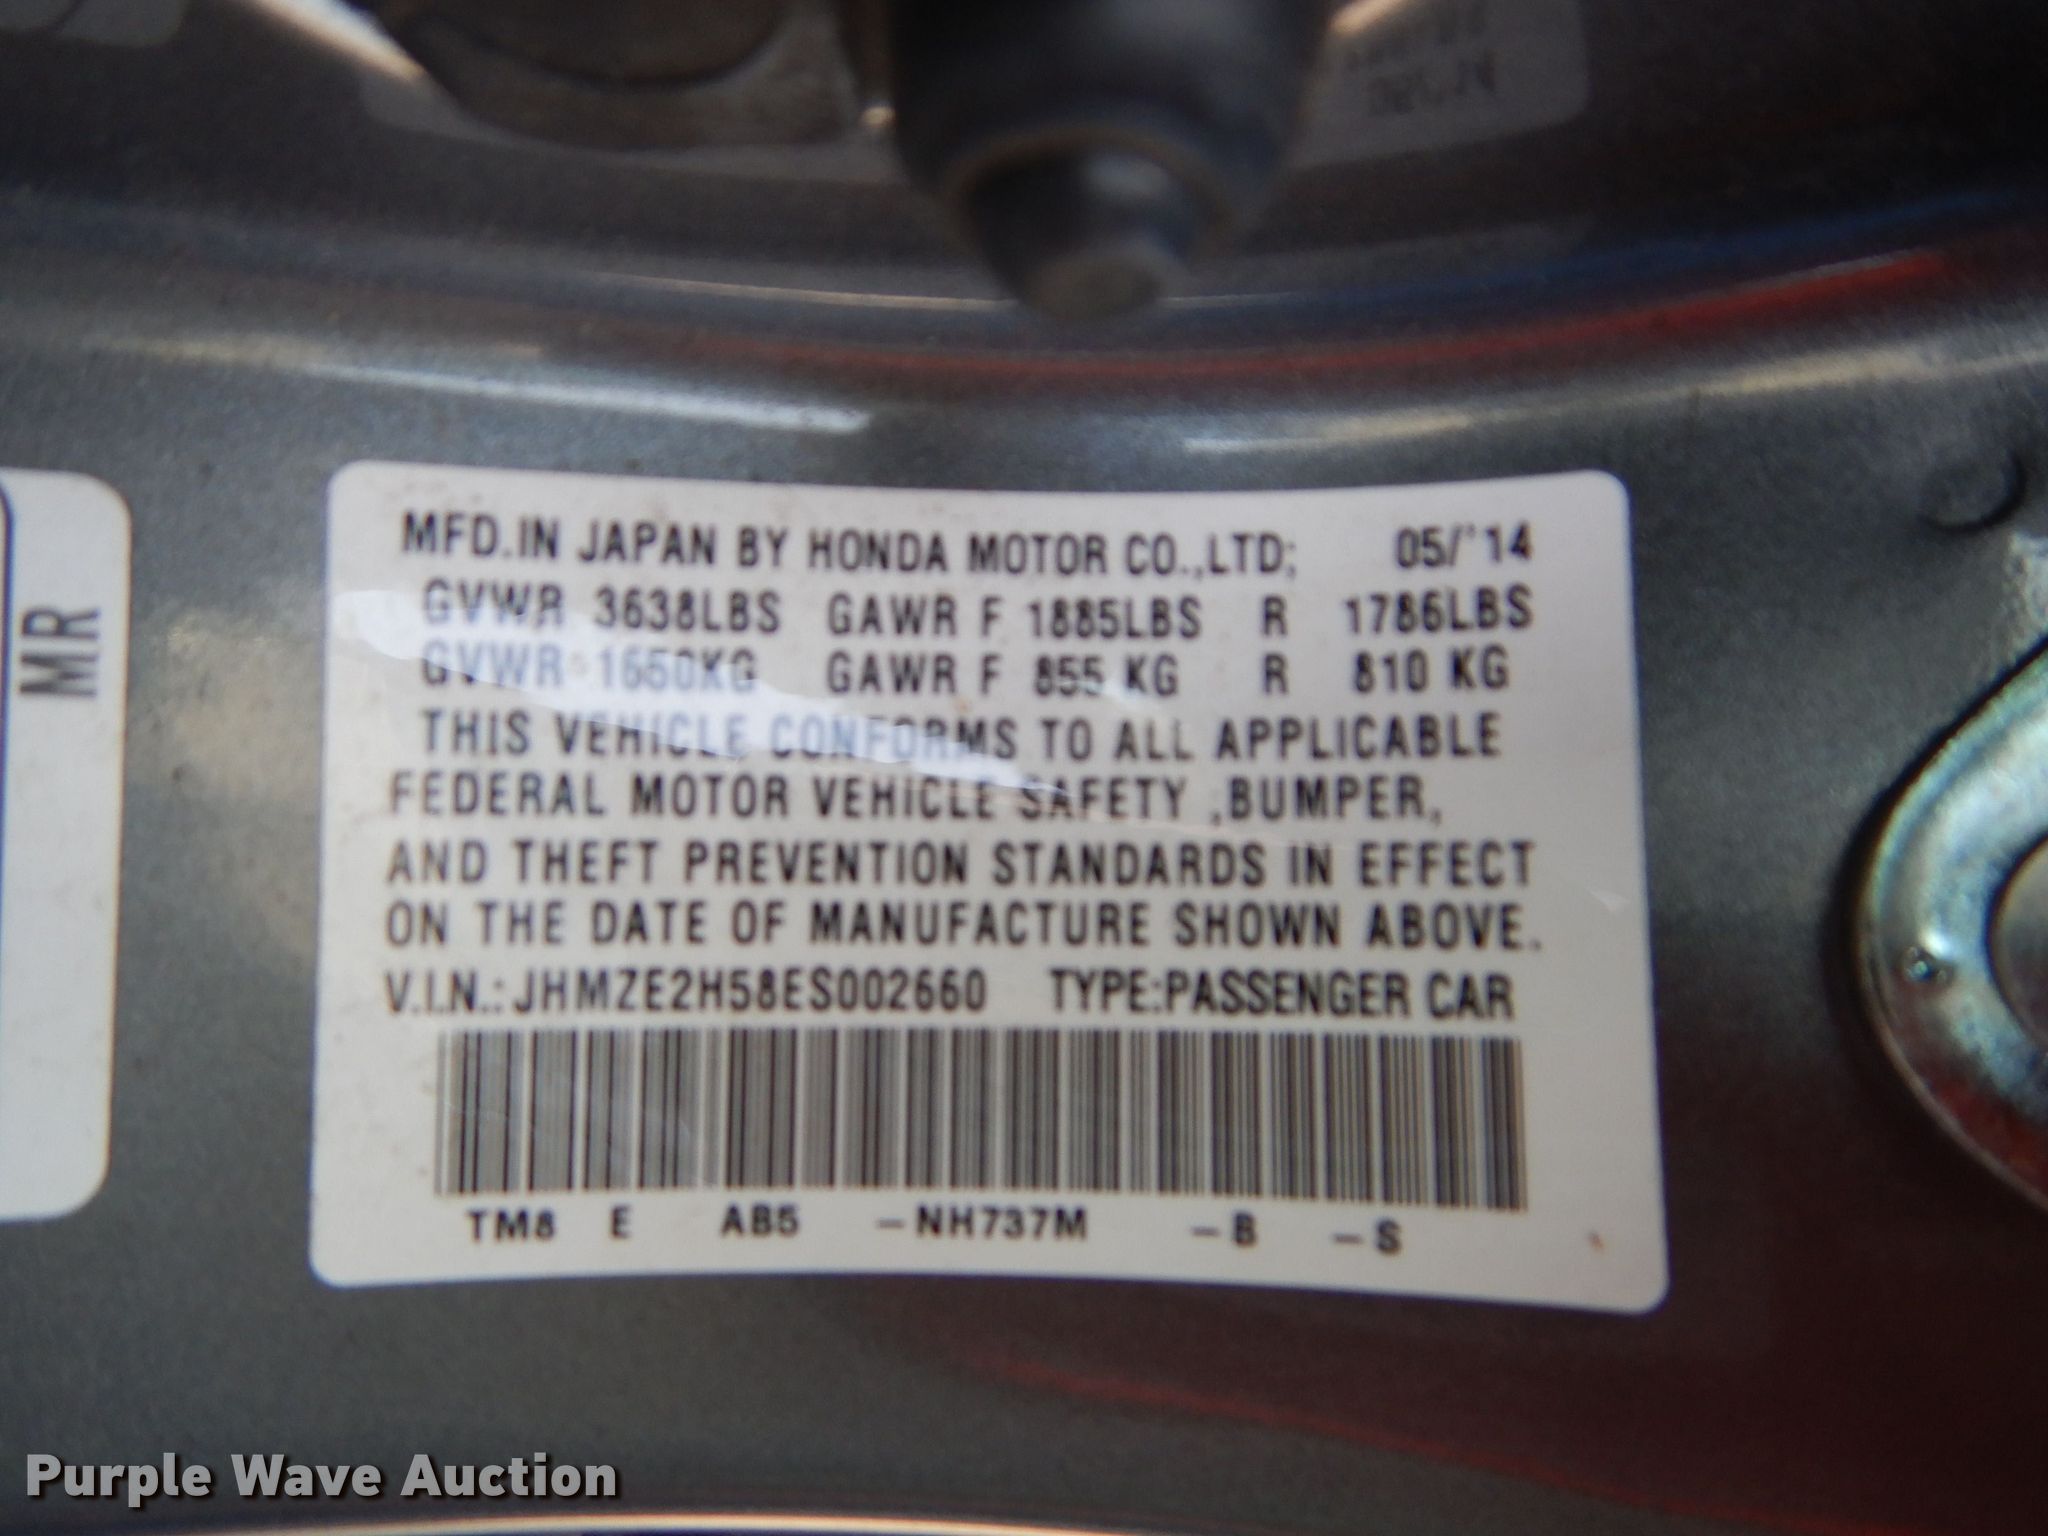 MFD.IN JAPAN BY HONDA MOTOR CO.,LTD; 05/'14
GVWR 3638LBS GAWR F 1885LBS R 1786LBS
GVWR 1650KG GAWR F 855 KG R 810 KG
THIS VEHICLE CONFORMS TO ALL APPLICABLE
FEDERAL MOTOR VEHICLE SAFETY ,BUMPER,
AND THEFT PREVENTION STANDARDS IN EFFECT
ON THE DATE OF MANUFACTURE SHOWN ABOVE.
V.I.N.:JHMZE2H58ES002660 TYPE:PASSENGER CAR
TM8 E AB5 -NH737M -B -S
MR
Purple Wave Auction